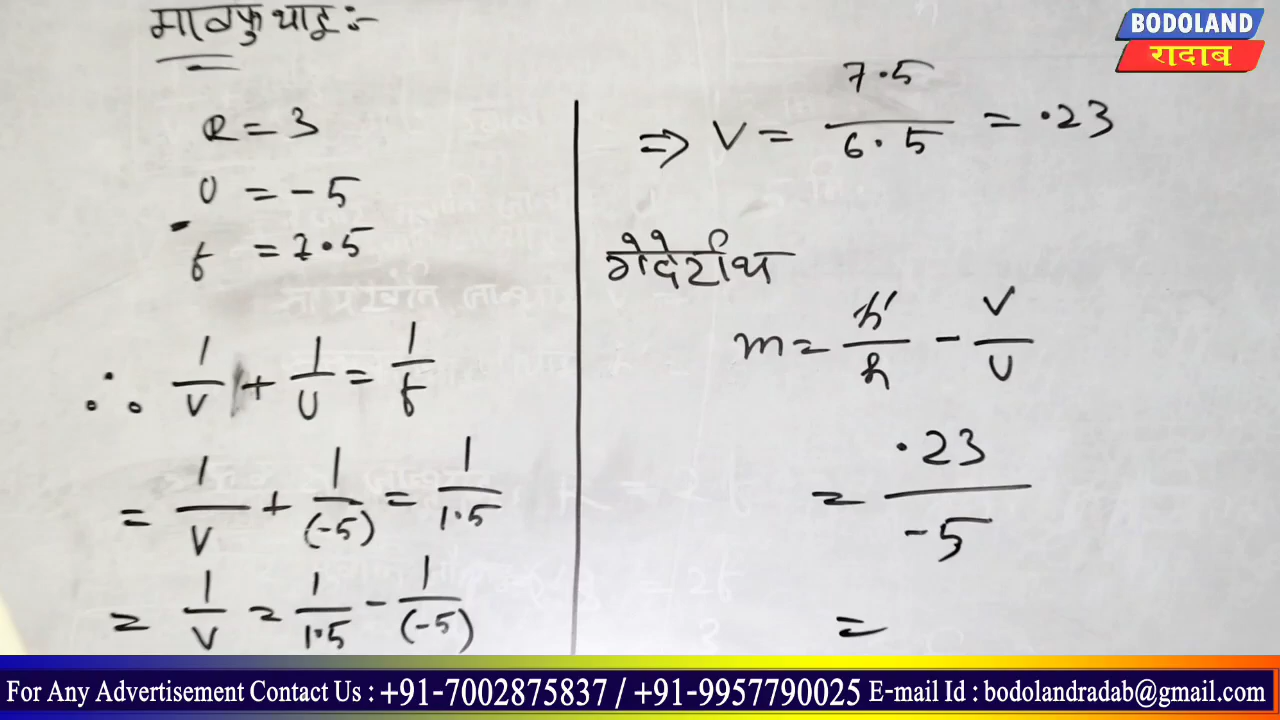 मावफुथाइ :-
R = 3
U = - 5
f = 7.5
∴ 1/V + 1/U = 1/f
= 1/V + 1/(-5) = 1/1.5
= 1/V = 1/1.5 - 1/(-5)
⇒ V = 7.5/6.5 = .23
गेदेर्टाथ
m = h'/h - V/U
= .23/-5
=
BODOLAND
रादाब
For Any Advertisement Contact Us : +91-7002875837 / +91-9957790025 E-mail Id : bodolandradab@gmail.com